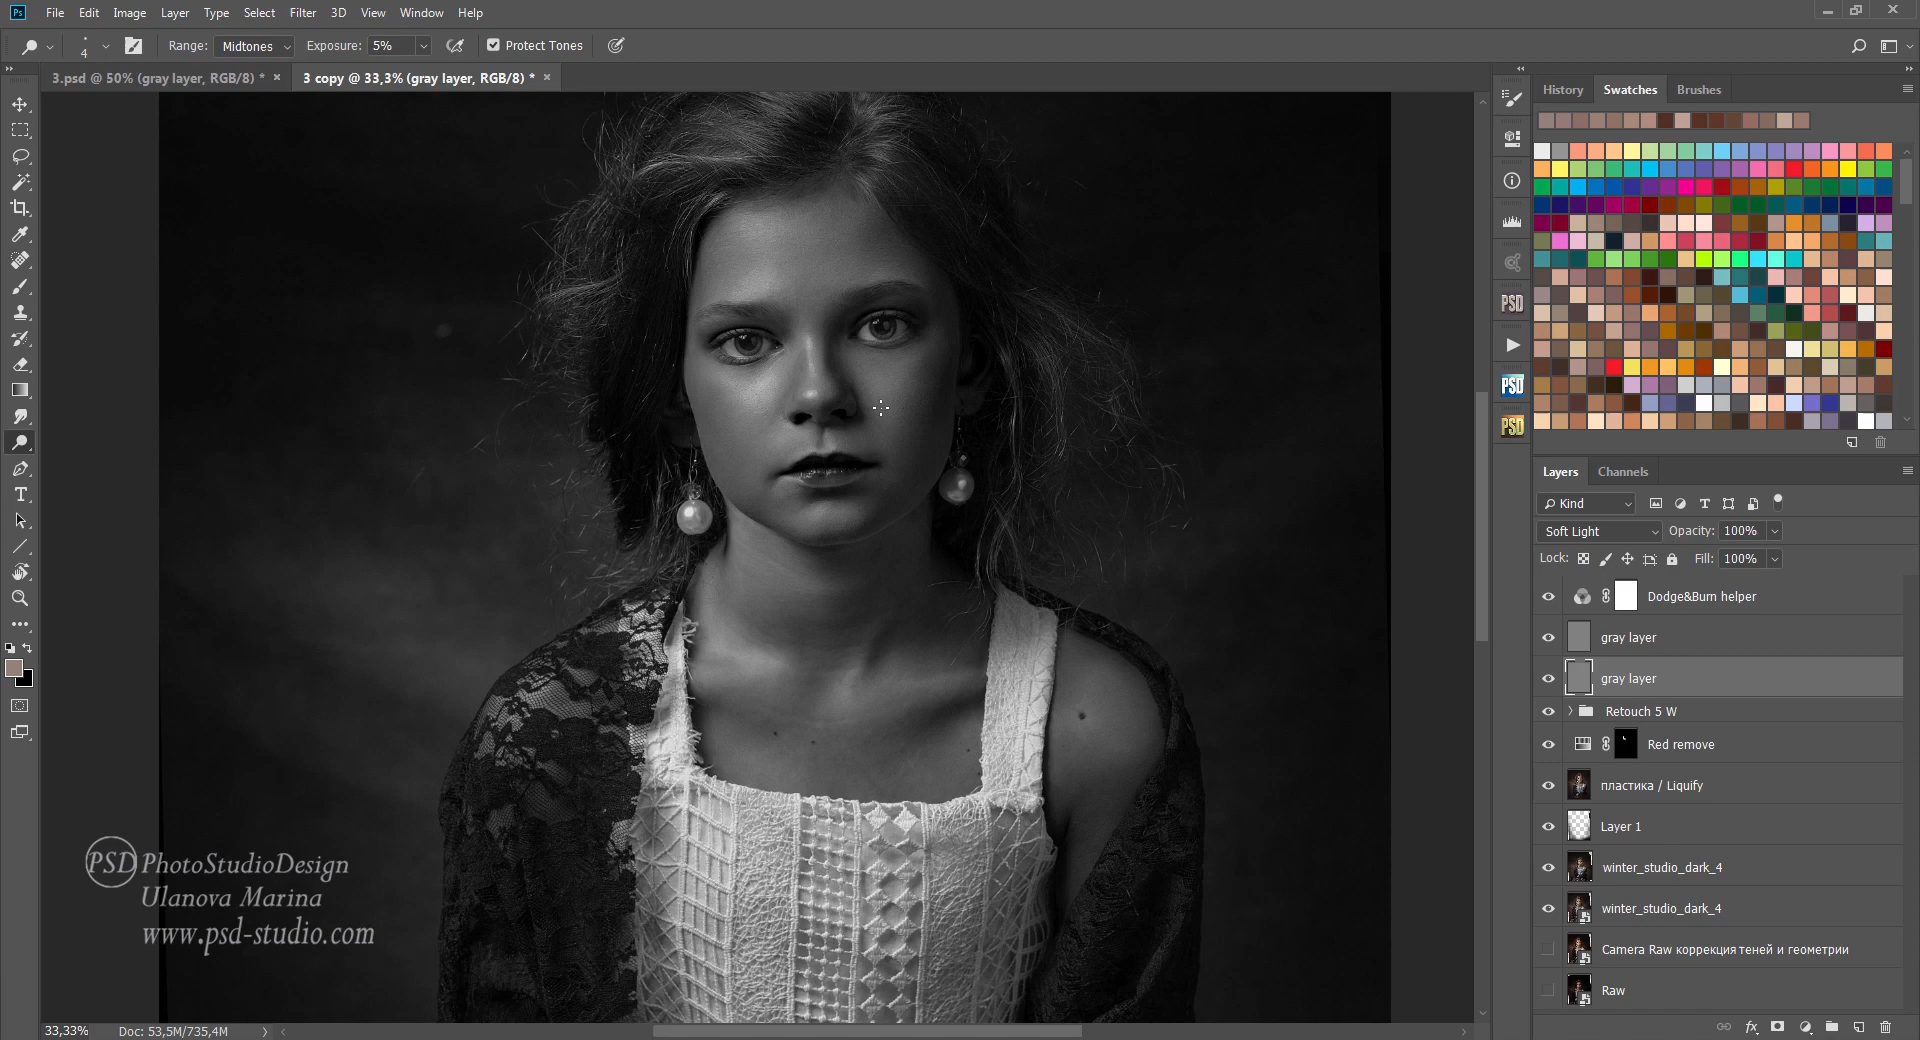 Ps File Edit Image Layer Type Select Filter 3D View Window Help
4 Range: Midtones Exposure: 5% Protect Tones
3.psd @ 50% (gray layer, RGB/8) * × 3 copy @ 33,3% (gray layer, RGB/8) * ×
History Swatches Brushes
PSD
PSD
PSD
Layers Channels
Kind
Soft Light Opacity: 100%
Lock: Fill: 100%
Dodge&Burn helper
gray layer
gray layer
Retouch 5 W
Red remove
пластика / Liquify
Layer 1
winter_studio_dark_4
winter_studio_dark_4
Camera Raw коррекция теней и геометрии
Raw
PSD PhotoStudioDesign
Ulanova Marina
www.psd-studio.com
33,33% Doc: 53,5M/735,4M